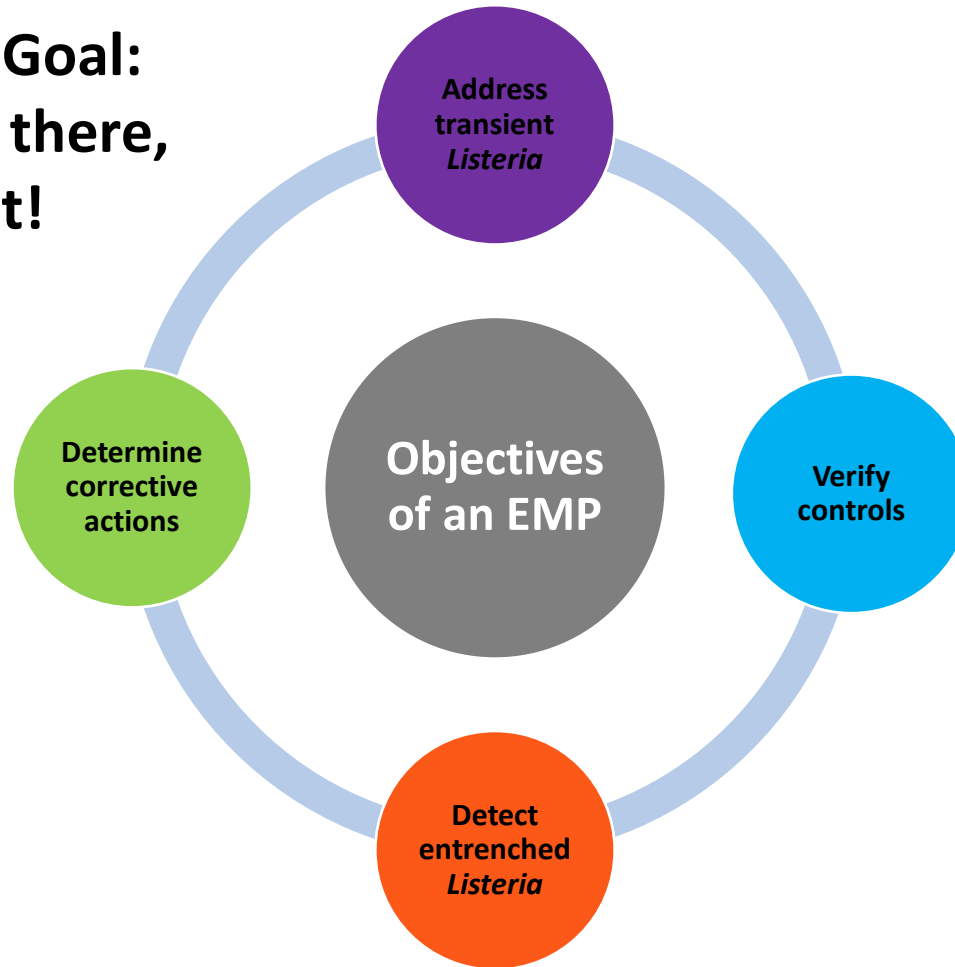 Goal:
there,
t!
Address
transient
Listeria
Determine
corrective
actions
Objectives
of an EMP
Verify
controls
Detect
entrenched
Listeria